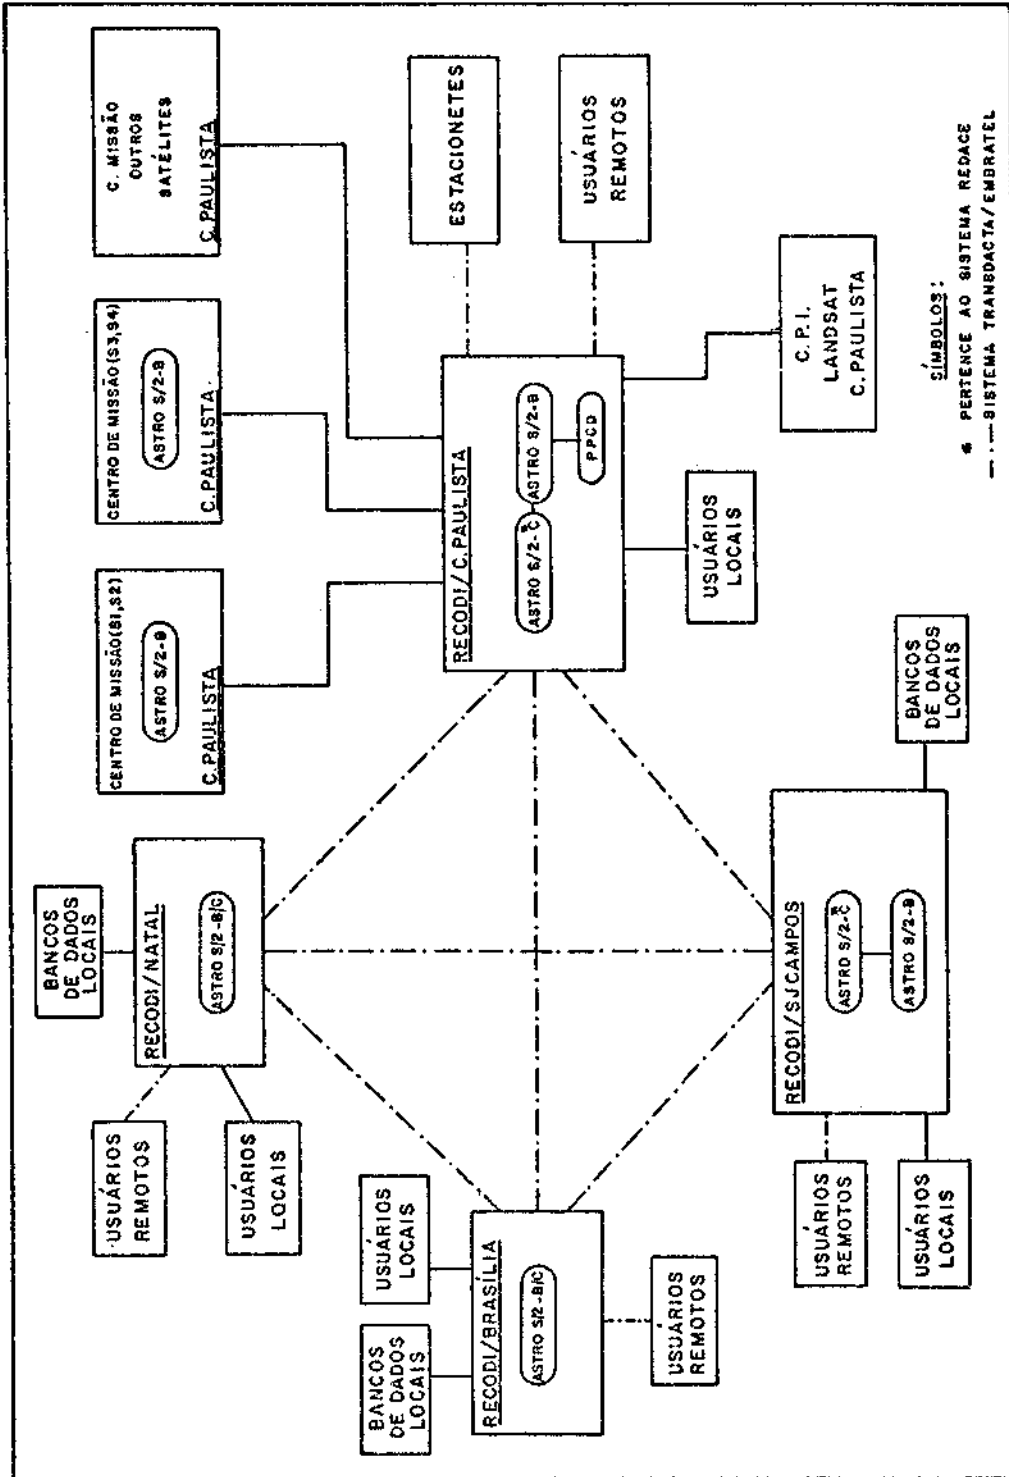 BANCOS
DE DADOS
LOCAIS
RECODI/NATAL
ASTRO S/2-B/C
USUÁRIOS
REMOTOS
USUÁRIOS
LOCAIS
CENTRO DE MISSÃO(S1,S2)
ASTRO S/2-B
C.PAULISTA
CENTRO DE MISSÃO(S3,S4)
ASTRO S/2-B
C.PAULISTA.
C. MISSÃO
OUTROS
SATÉLITES
C.PAULISTA
BANCOS
DE DADOS
LOCAIS
USUÁRIOS
LOCAIS
RECODI/BRASÍLIA
ASTRO S/2-B/C
USUÁRIOS
REMOTOS
RECODI/C.PAULISTA
ASTRO S/2-C*
ASTRO S/2-B
PPCD
ESTACIONETES
USUÁRIOS
REMOTOS
USUÁRIOS
LOCAIS
C.P.I.
LANDSAT
C.PAULISTA
USUÁRIOS
REMOTOS
USUÁRIOS
LOCAIS
RECODI/SJCAMPOS
ASTRO S/2-C*
ASTRO S/2-B
BANCOS
DE DADOS
LOCAIS
SÍMBOLOS:
* PERTENCE AO SISTEMA REDACE
—·— SISTEMA TRANSDACTA/EMBRATEL